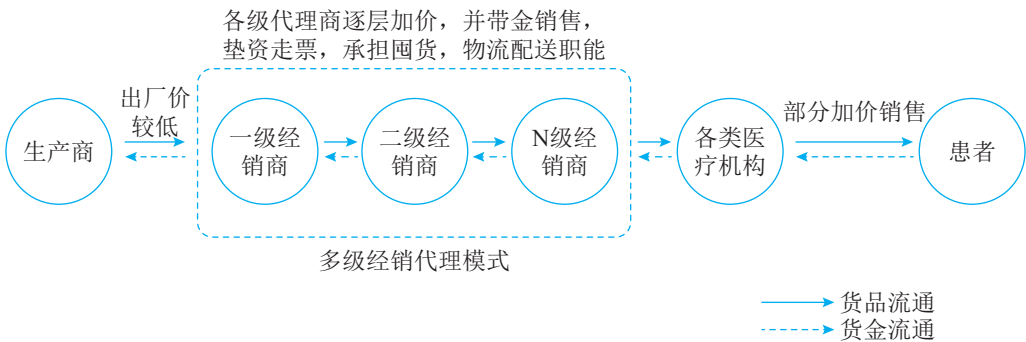 各级代理商逐层加价，并带金销售，
垫资走票，承担囤货，物流配送职能
出厂价
较低
部分加价销售
生产商
一级经
销商
二级经
销商
N级经
销商
各类医
疗机构
患者
多级经销代理模式
货品流通
货金流通